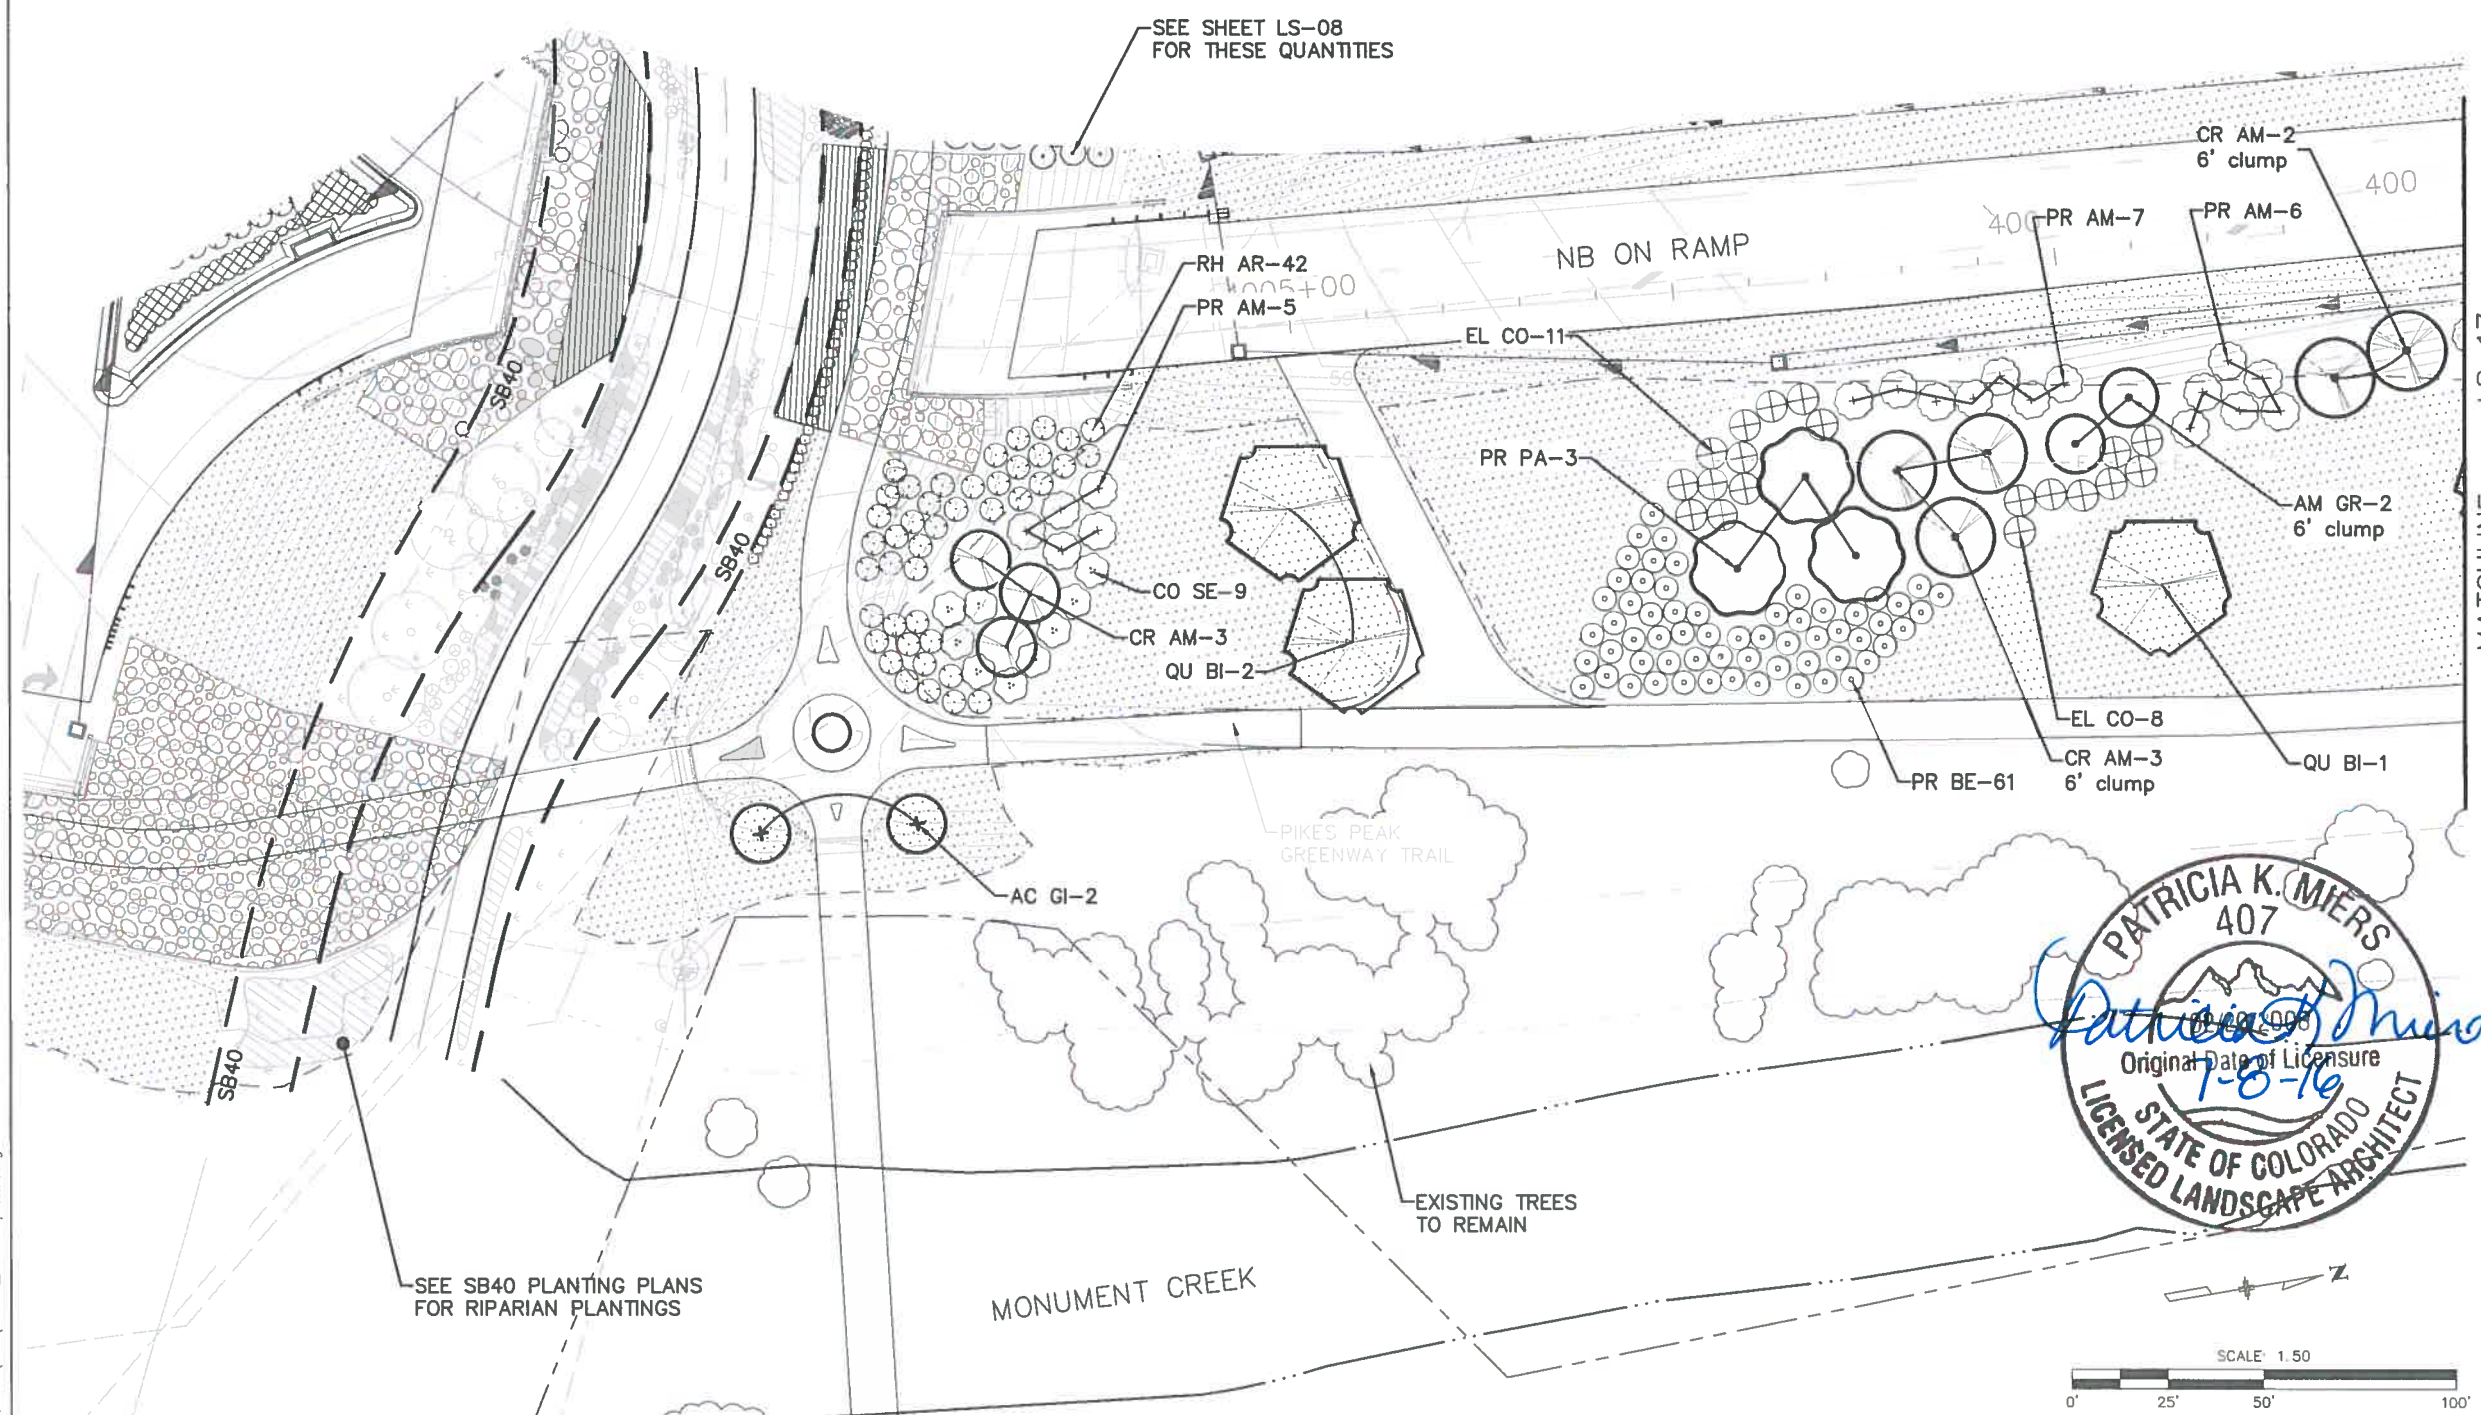 SEE SHEET LS-08
FOR THESE QUANTITIES
CR AM-2
6' clump
400
400
PR AM-7
PR AM-6
NB ON RAMP
RH AR-42
PR AM-5
EL CO-11
SB40
PR PA-3
AM GR-2
6' clump
SB40
CO SE-9
CR AM-3
QU BI-2
EL CO-8
CR AM-3
6' clump
QU BI-1
PR BE-61
PIKES PEAK
GREENWAY TRAIL
AC GI-2
PATRICIA K. MIERS
407
Original Date of Licensure
7-8-16
STATE OF COLORADO
LICENSED LANDSCAPE ARCHITECT
SB40
EXISTING TREES
TO REMAIN
SEE SB40 PLANTING PLANS
FOR RIPARIAN PLANTINGS
MONUMENT CREEK
Z
SCALE 1:50
0' 25' 50' 100'